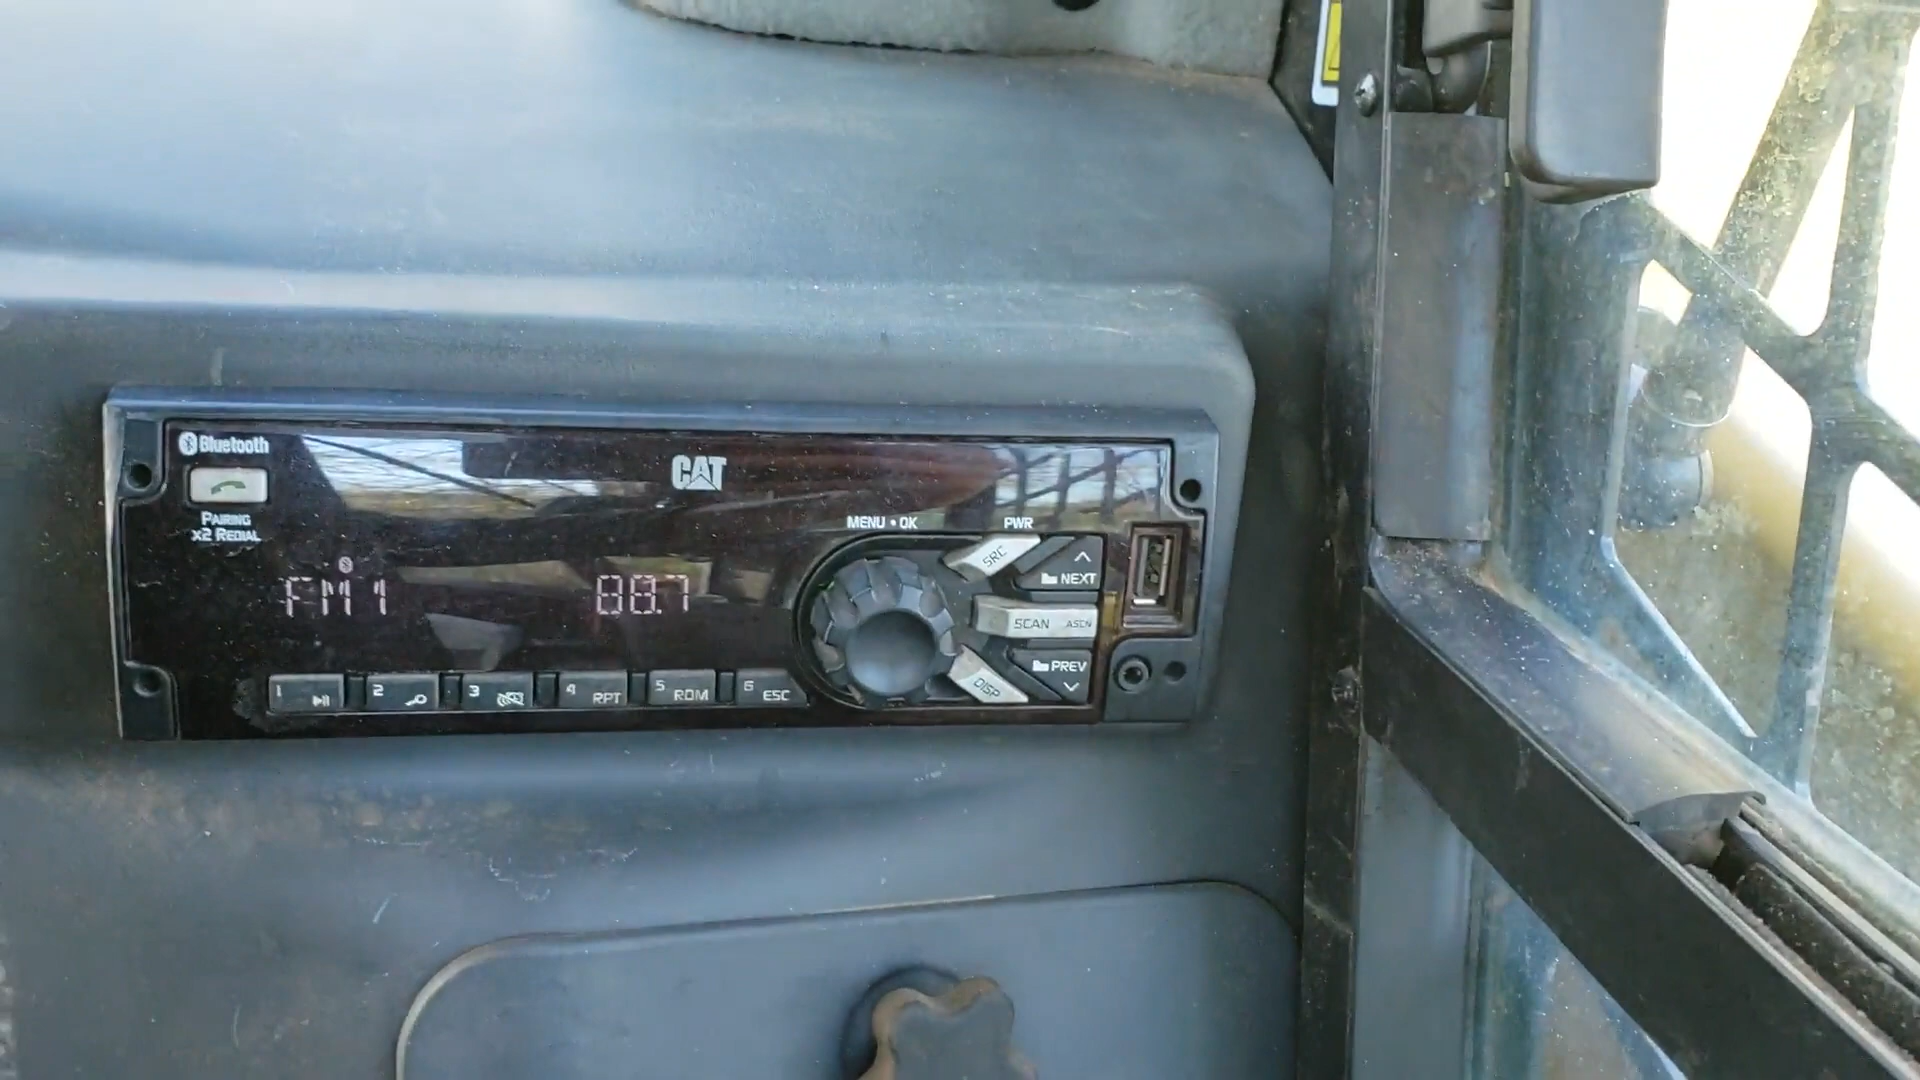 Bluetooth
CAT
PAIRING
x2 REDIAL
MENU • OK
PWR
SRC
NEXT
FM1
88.7
SCAN ASCN
PREV
DISP
1
2
3
4 RPT
5 RDM
6 ESC